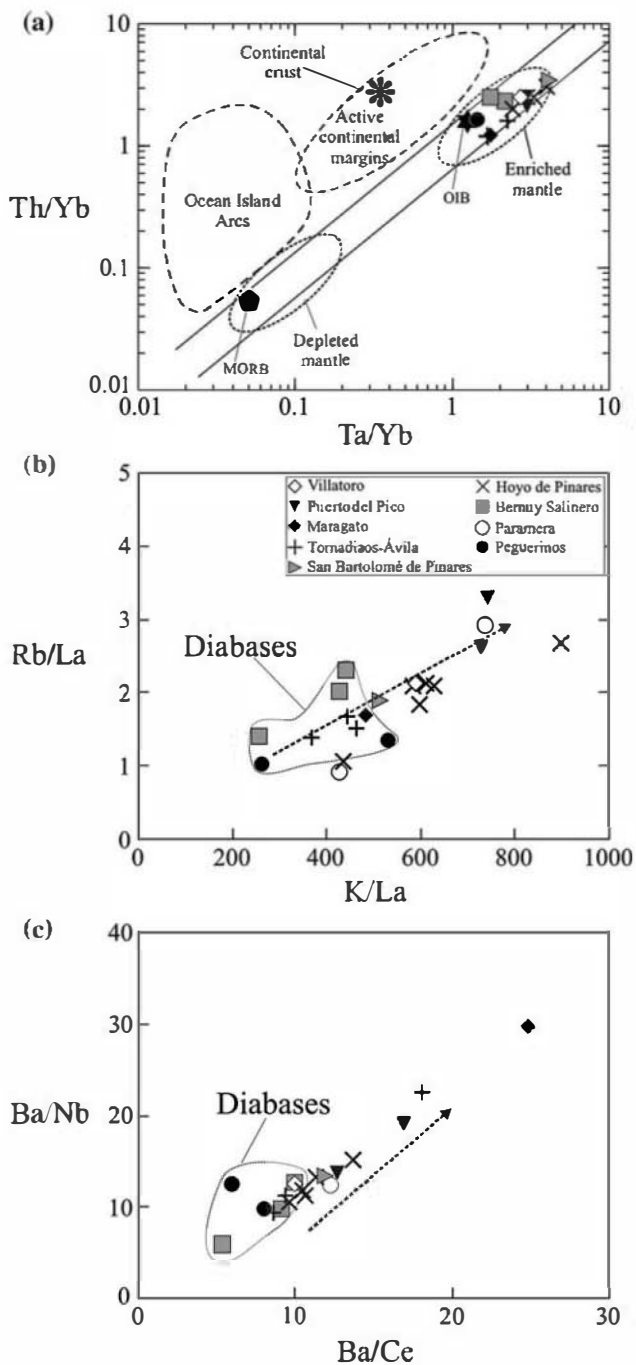 (a)
10
1
0.1
0.01
Th/Yb
Continental
crust
Active
continental
margins
Ocean Island
Arcs
OIB
Enriched
mantle
MORB
Depleted
mantle
0.01
0.1
1
10
Ta/Yb
(b)
5
4
3
2
1
0
Rb/La
Villatoro
Puerto del Pico
Maragato
Tornadiaos-Ávila
San Bartolomé de Pinares
Hoyo de Pinares
Bernuy Salinero
Paramera
Peguerinos
Diabases
0
200
400
600
800
1000
K/La
(c)
40
30
20
10
0
Ba/Nb
Diabases
0
10
20
30
Ba/Ce